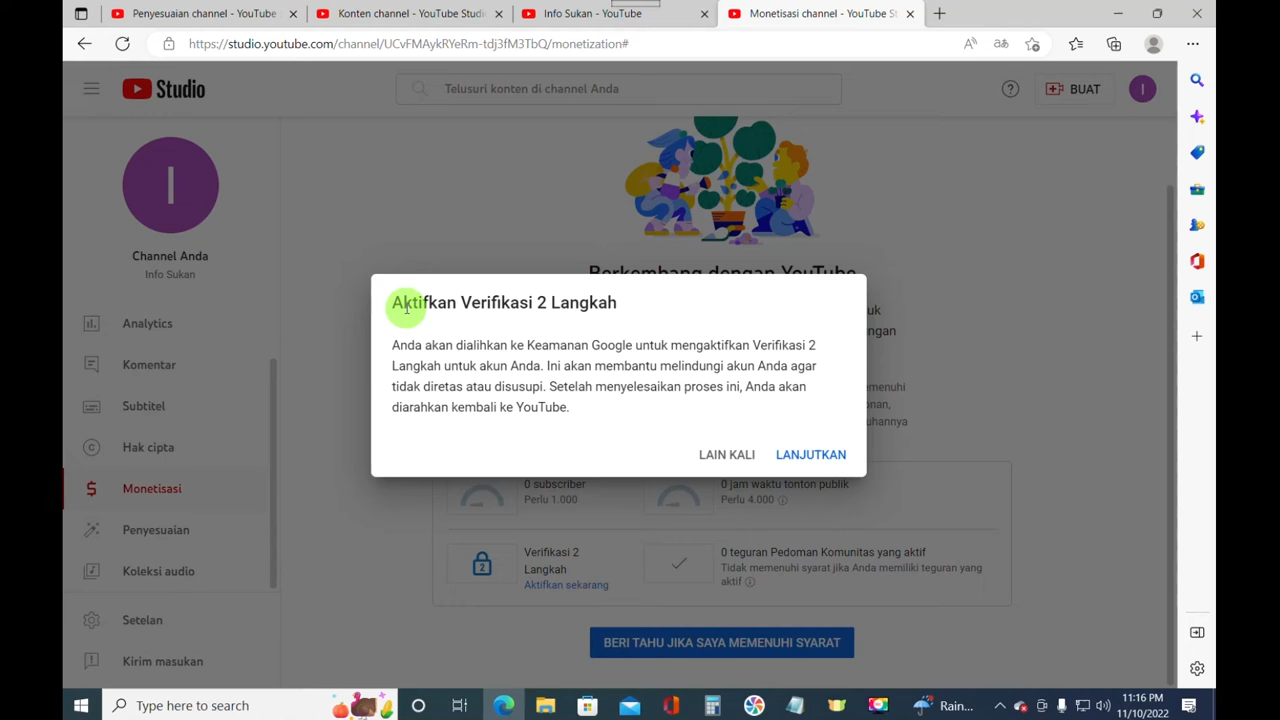 Penyesuaian channel - YouTube
Konten channel - YouTube Studio
Info Sukan - YouTube
Monetisasi channel - YouTube St
https://studio.youtube.com/channel/UCvFMAykRYeRm-tdj3fM3TbQ/monetization#
Studio
Telusuri konten di channel Anda
BUAT
I
I
Channel Anda
Info Sukan
Analytics
Komentar
Subtitel
Hak cipta
Monetisasi
Penyesuaian
Koleksi audio
Setelan
Kirim masukan
Berkembang dengan YouTube
Aktifkan Verifikasi 2 Langkah
Anda akan dialihkan ke Keamanan Google untuk mengaktifkan Verifikasi 2
Langkah untuk akun Anda. Ini akan membantu melindungi akun Anda agar
tidak diretas atau disusupi. Setelah menyelesaikan proses ini, Anda akan
diarahkan kembali ke YouTube.
LAIN KALI
LANJUTKAN
0 subscriber
Perlu 1.000
0 jam waktu tonton publik
Perlu 4.000
Verifikasi 2
Langkah
Aktifkan sekarang
0 teguran Pedoman Komunitas yang aktif
Tidak memenuhi syarat jika Anda memiliki teguran yang
aktif
BERI TAHU JIKA SAYA MEMENUHI SYARAT
Type here to search
Rain...
11:16 PM
11/10/2022